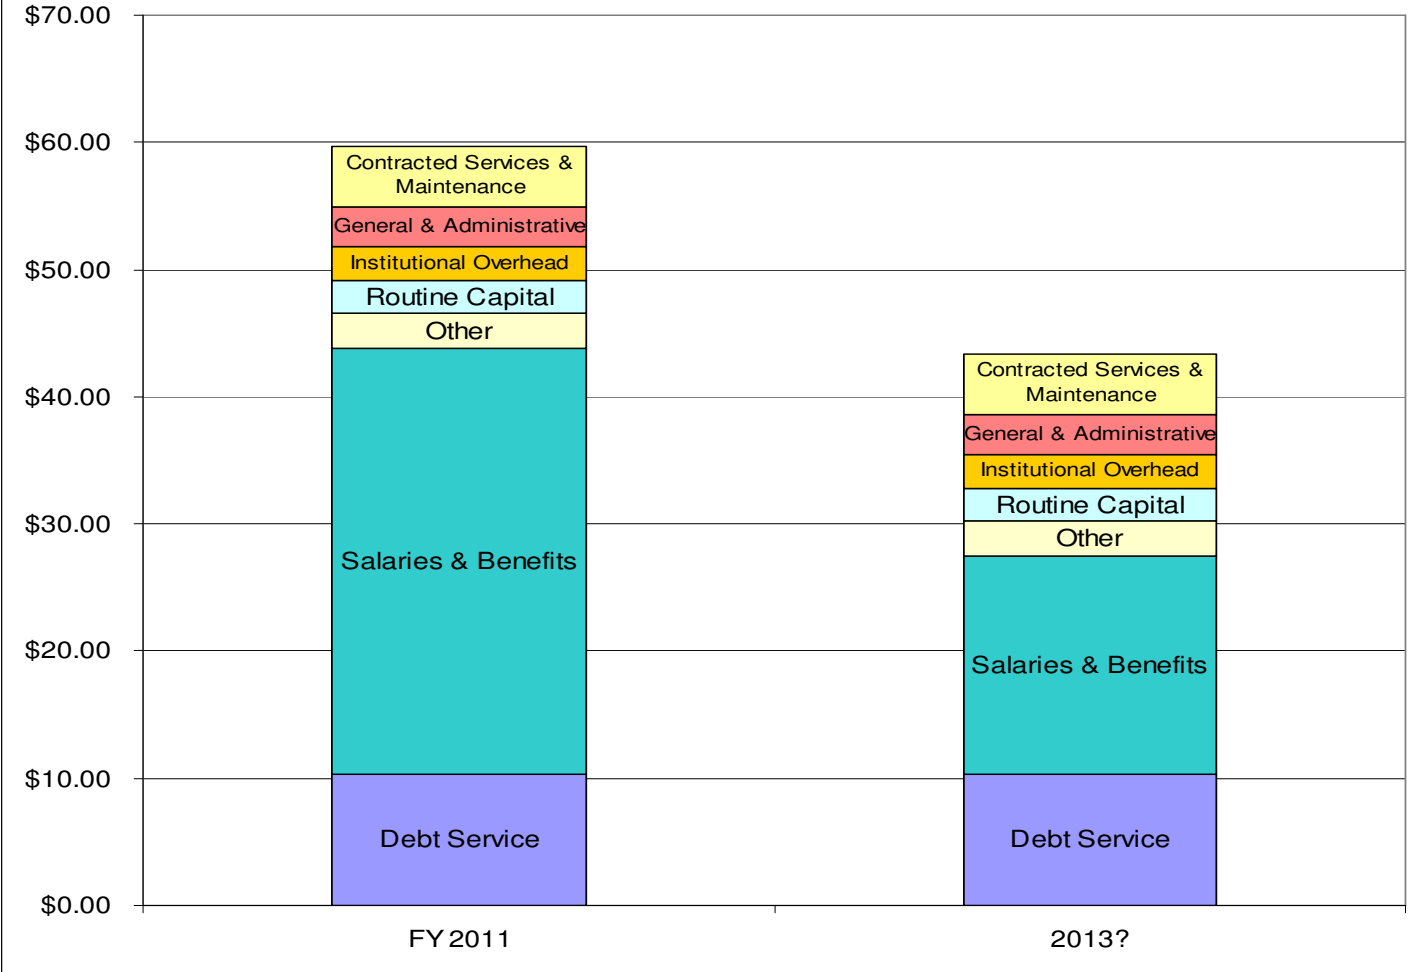 $70.00
$60.00
$50.00
$40.00
$30.00
$20.00
$10.00
$0.00
Contracted Services &
Maintenance
General & Administrative
Institutional Overhead
Routine Capital
Other
Salaries & Benefits
Debt Service
Contracted Services &
Maintenance
General & Administrative
Institutional Overhead
Routine Capital
Other
Salaries & Benefits
Debt Service
FY 2011
2013?